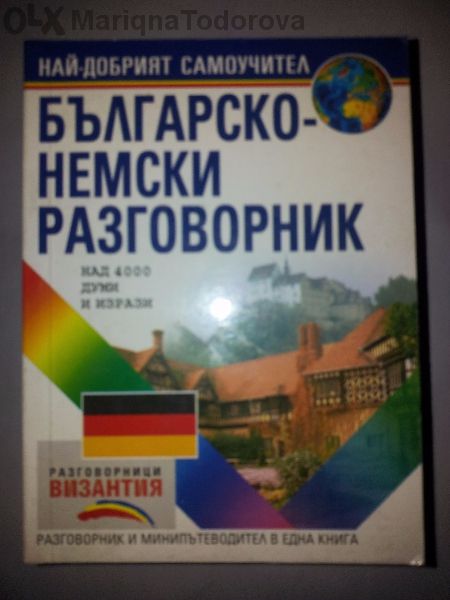 OLX MariqnaTodorova
НАЙ-ДОБРИЯТ САМОУЧИТЕЛ
БЪЛГАРСКО-
НЕМСКИ
РАЗГОВОРНИК
НАД 4000
ДУМИ
И ИЗРАЗИ
РАЗГОВОРНИЦИ
ВИЗАНТИЯ
РАЗГОВОРНИК И МИНИПЪТЕВОДИТЕЛ В ЕДНА КНИГА